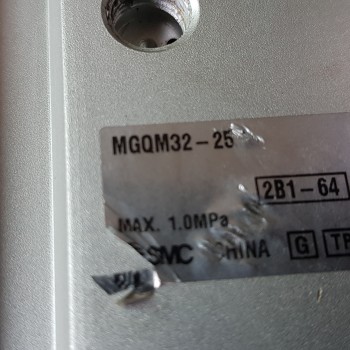 MGQM32-25
2B1-64
MAX. 1.0MPa
SMC CHINA G